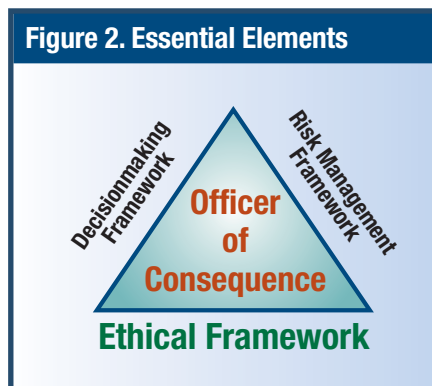 Figure 2. Essential Elements
Decisionmaking
Framework
Risk Management
Framework
Officer
of
Consequence
Ethical Framework